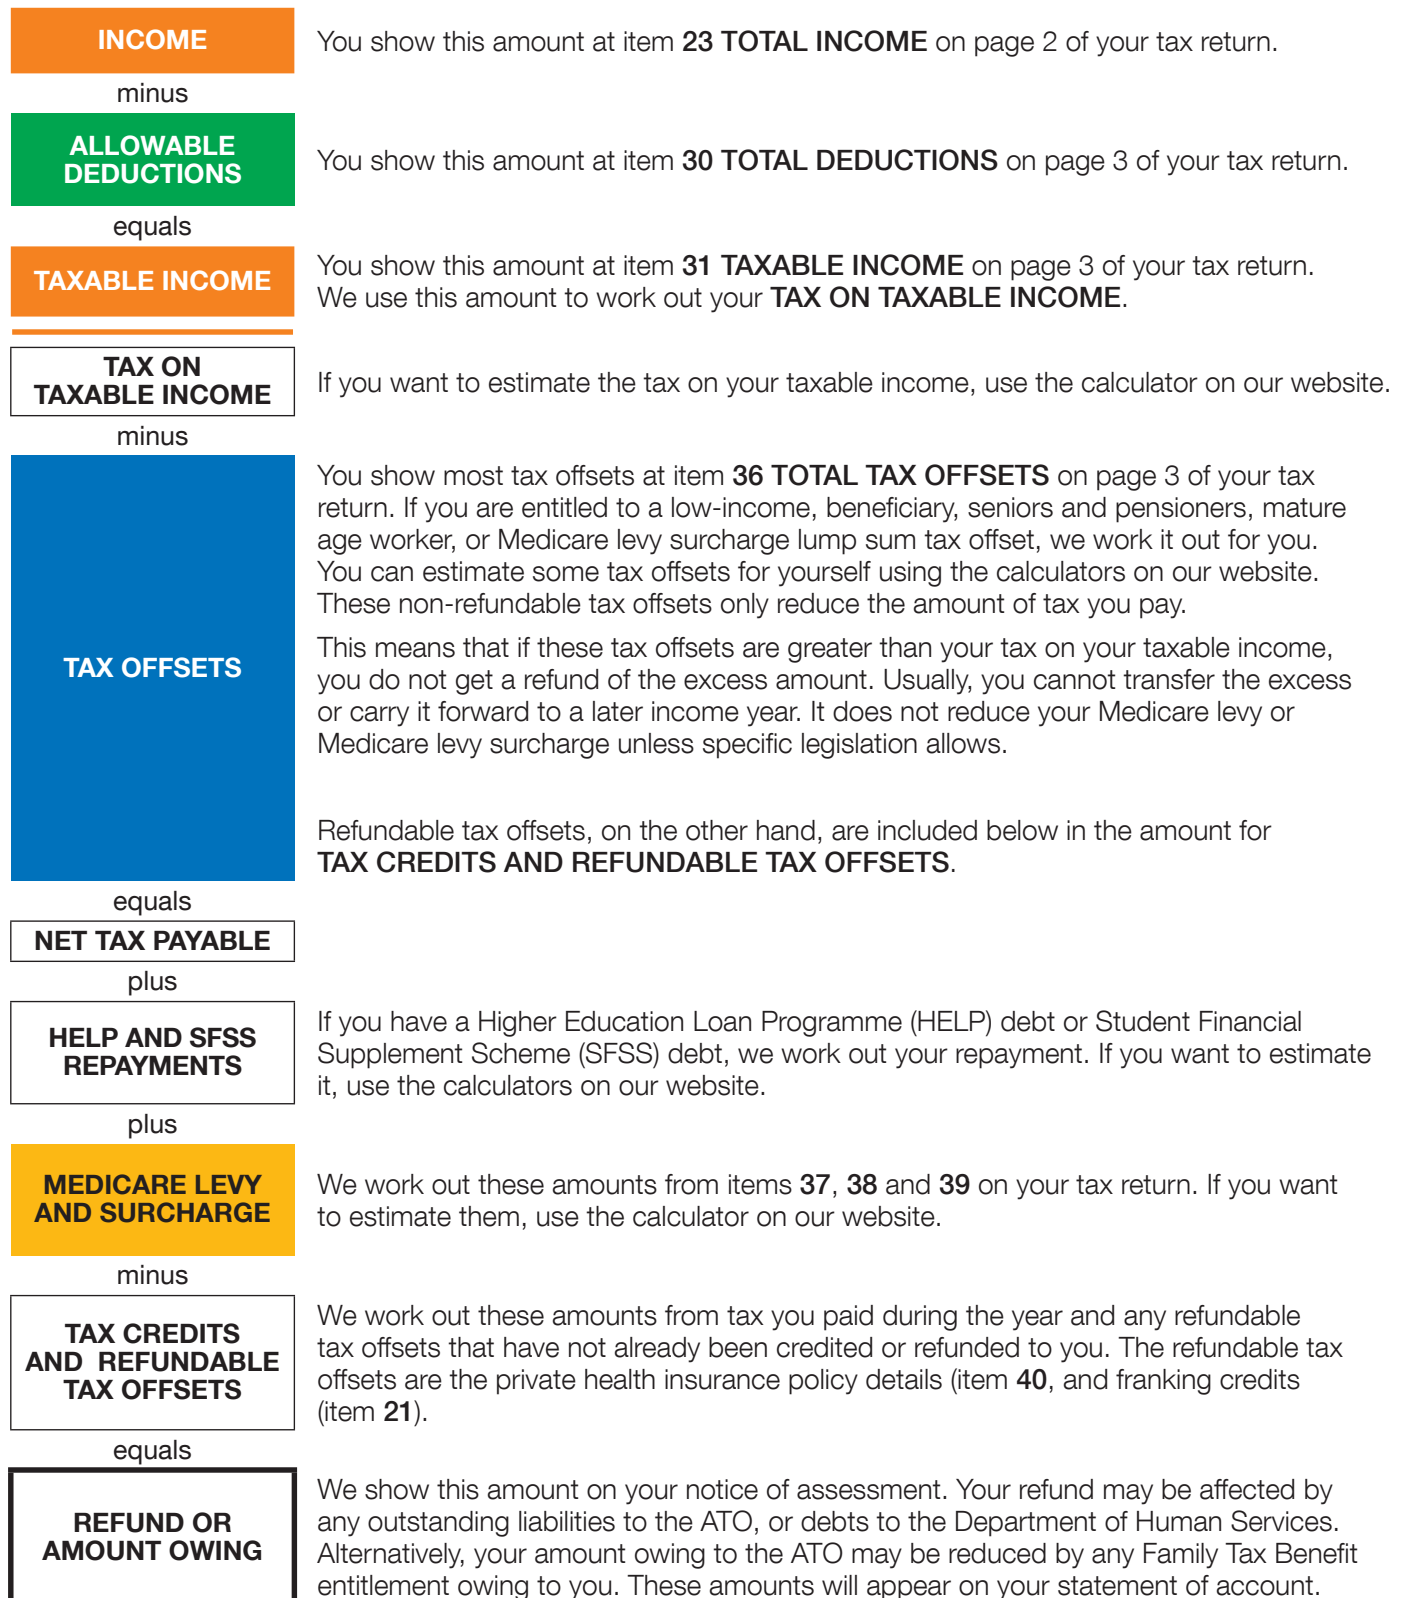 INCOME
You show this amount at item 23 TOTAL INCOME on page 2 of your tax return.
minus
ALLOWABLE
DEDUCTIONS
You show this amount at item 30 TOTAL DEDUCTIONS on page 3 of your tax return.
equals
TAXABLE INCOME
You show this amount at item 31 TAXABLE INCOME on page 3 of your tax return.
We use this amount to work out your TAX ON TAXABLE INCOME.
TAX ON
TAXABLE INCOME
If you want to estimate the tax on your taxable income, use the calculator on our website.
minus
TAX OFFSETS
You show most tax offsets at item 36 TOTAL TAX OFFSETS on page 3 of your tax
return. If you are entitled to a low-income, beneficiary, seniors and pensioners, mature
age worker, or Medicare levy surcharge lump sum tax offset, we work it out for you.
You can estimate some tax offsets for yourself using the calculators on our website.
These non-refundable tax offsets only reduce the amount of tax you pay.
This means that if these tax offsets are greater than your tax on your taxable income,
you do not get a refund of the excess amount. Usually, you cannot transfer the excess
or carry it forward to a later income year. It does not reduce your Medicare levy or
Medicare levy surcharge unless specific legislation allows.
Refundable tax offsets, on the other hand, are included below in the amount for
TAX CREDITS AND REFUNDABLE TAX OFFSETS.
equals
NET TAX PAYABLE
plus
HELP AND SFSS
REPAYMENTS
If you have a Higher Education Loan Programme (HELP) debt or Student Financial
Supplement Scheme (SFSS) debt, we work out your repayment. If you want to estimate
it, use the calculators on our website.
plus
MEDICARE LEVY
AND SURCHARGE
We work out these amounts from items 37, 38 and 39 on your tax return. If you want
to estimate them, use the calculator on our website.
minus
TAX CREDITS
AND REFUNDABLE
TAX OFFSETS
We work out these amounts from tax you paid during the year and any refundable
tax offsets that have not already been credited or refunded to you. The refundable tax
offsets are the private health insurance policy details (item 40, and franking credits
(item 21).
equals
REFUND OR
AMOUNT OWING
We show this amount on your notice of assessment. Your refund may be affected by
any outstanding liabilities to the ATO, or debts to the Department of Human Services.
Alternatively, your amount owing to the ATO may be reduced by any Family Tax Benefit
entitlement owing to you. These amounts will appear on your statement of account.